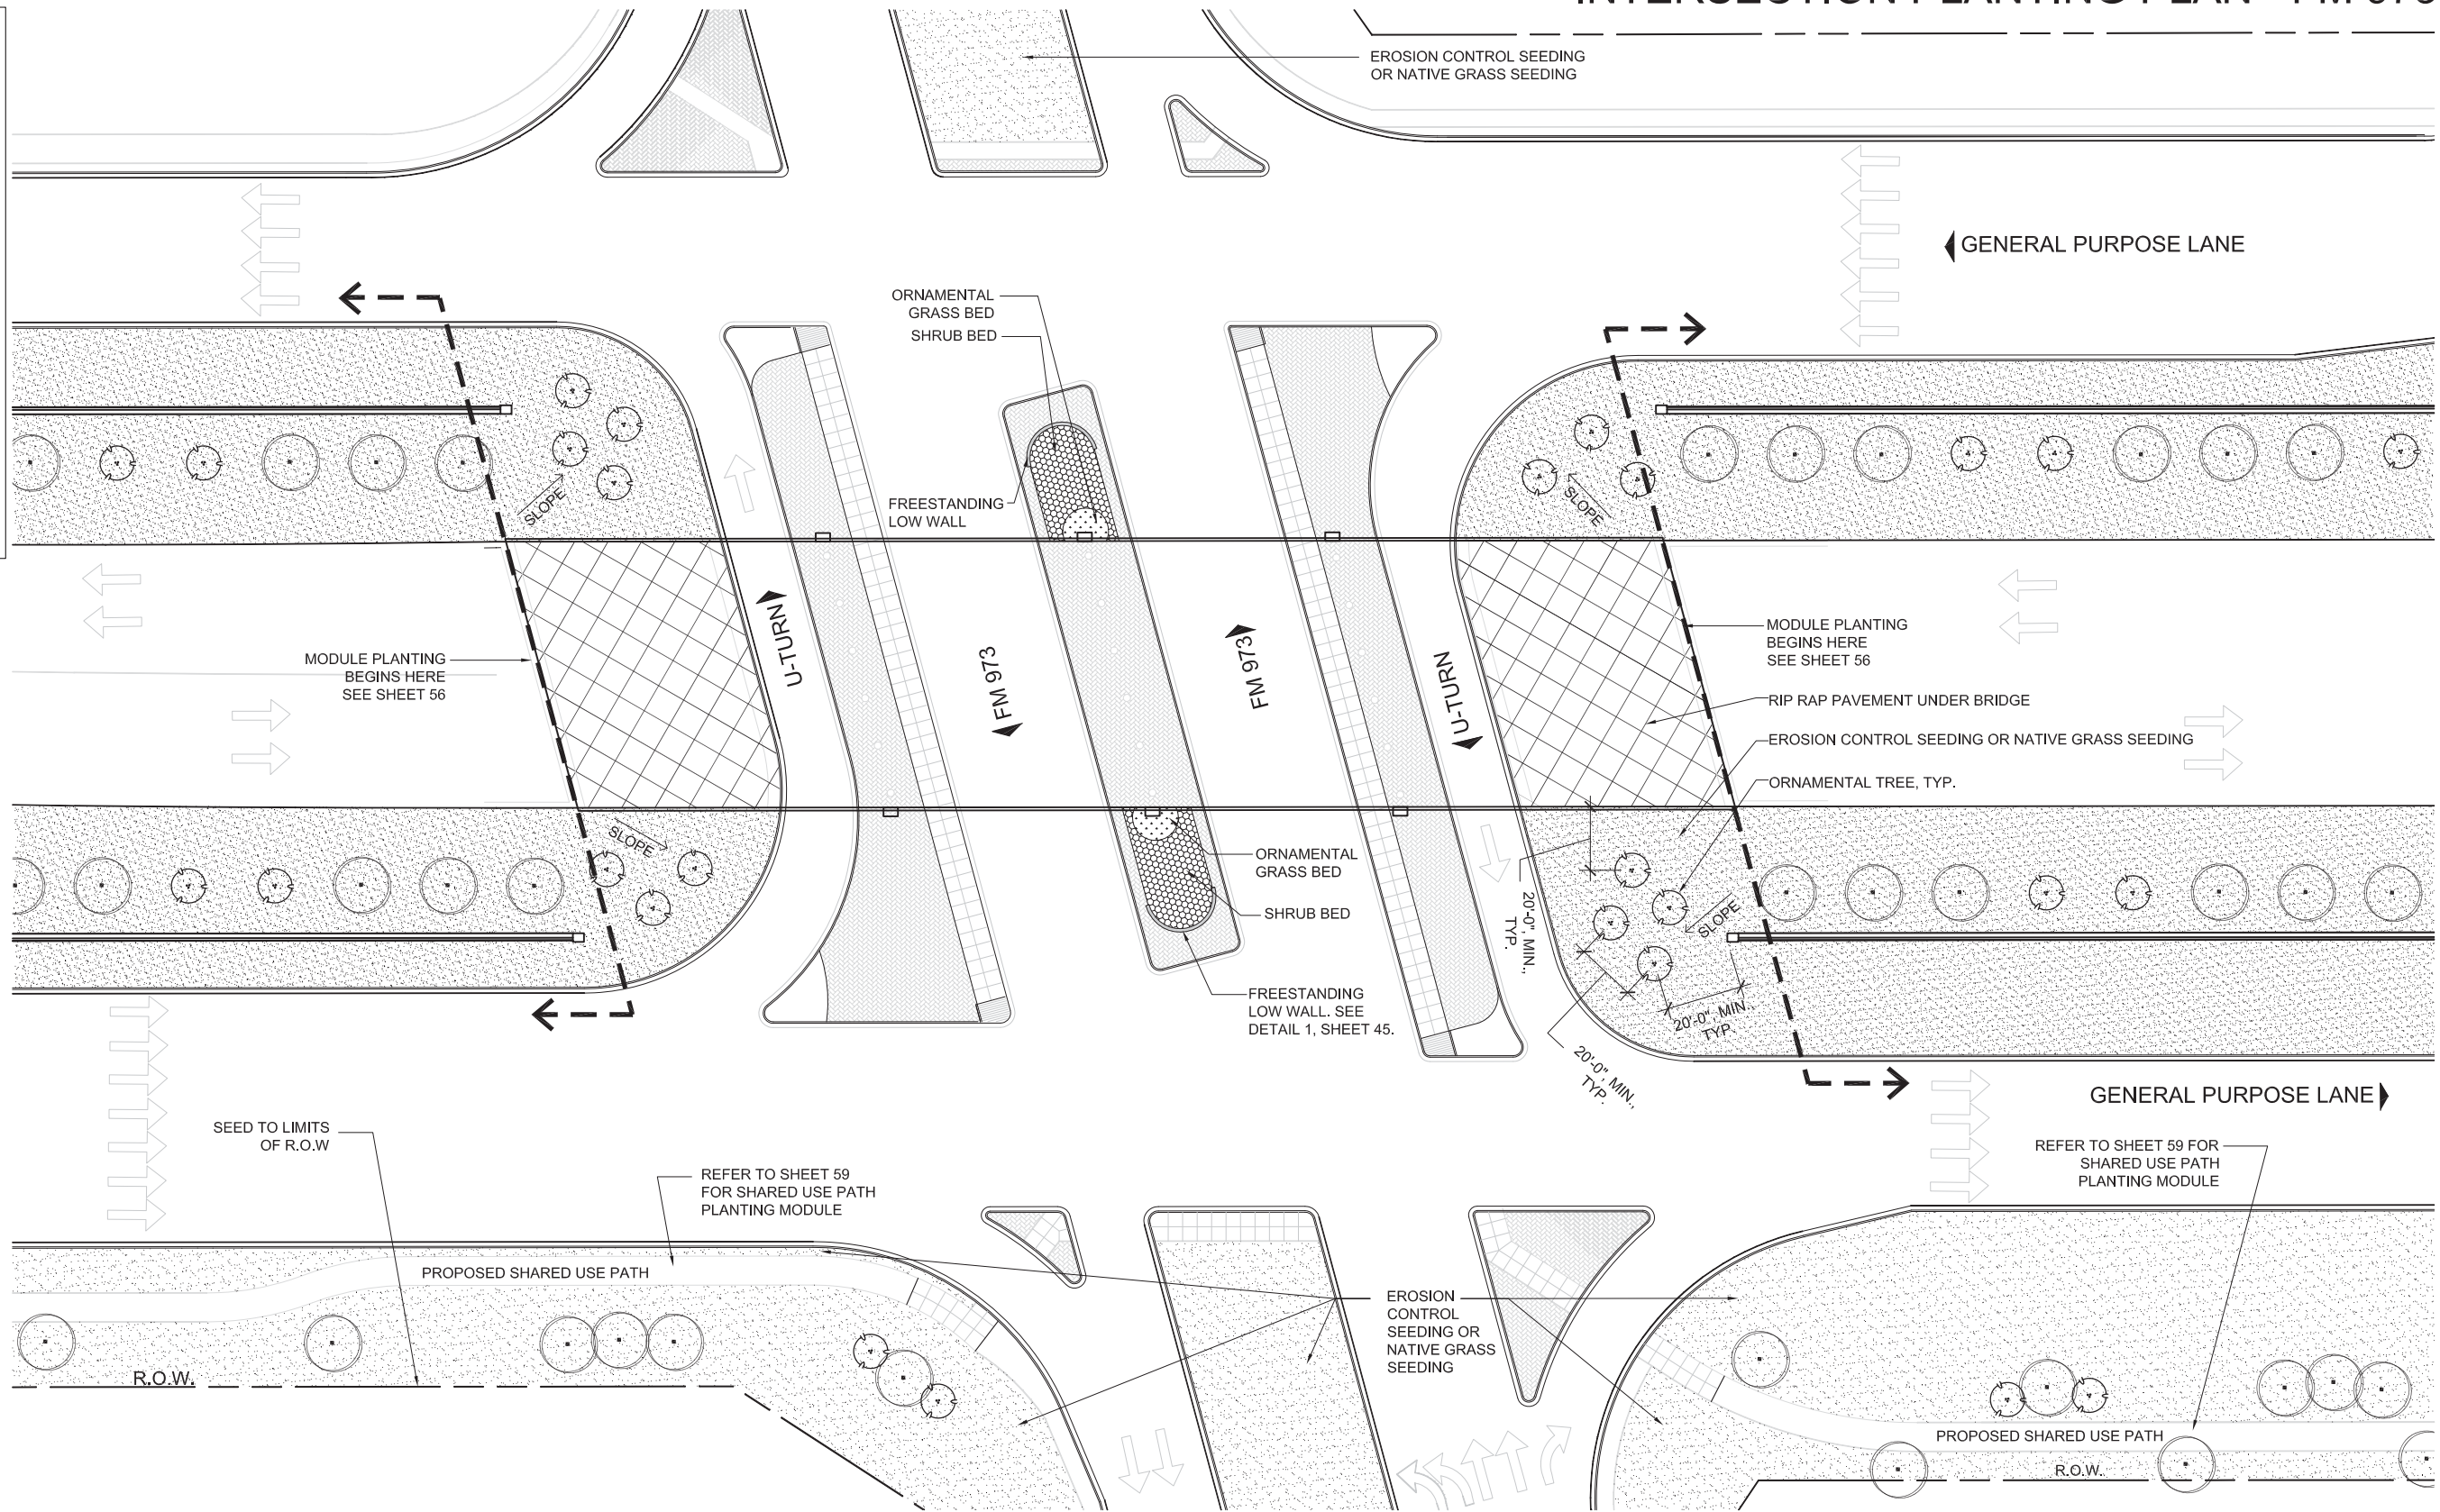 EROSION CONTROL SEEDING
OR NATIVE GRASS SEEDING
GENERAL PURPOSE LANE
ORNAMENTAL
GRASS BED
SHRUB BED
FREESTANDING
LOW WALL
SLOPE
SLOPE
MODULE PLANTING
BEGINS HERE
SEE SHEET 56
U-TURN
FM 973
FM 973
U-TURN
MODULE PLANTING
BEGINS HERE
SEE SHEET 56
RIP RAP PAVEMENT UNDER BRIDGE
EROSION CONTROL SEEDING OR NATIVE GRASS SEEDING
ORNAMENTAL TREE, TYP.
SLOPE
SLOPE
ORNAMENTAL
GRASS BED
SHRUB BED
FREESTANDING
LOW WALL. SEE
DETAIL 1, SHEET 45.
20'-0", MIN.,
TYP.
20'-0", MIN.,
TYP.
20'-0", MIN.,
TYP.
GENERAL PURPOSE LANE
SEED TO LIMITS
OF R.O.W
REFER TO SHEET 59
FOR SHARED USE PATH
PLANTING MODULE
REFER TO SHEET 59 FOR
SHARED USE PATH
PLANTING MODULE
PROPOSED SHARED USE PATH
EROSION
CONTROL
SEEDING OR
NATIVE GRASS
SEEDING
R.O.W.
PROPOSED SHARED USE PATH
R.O.W.